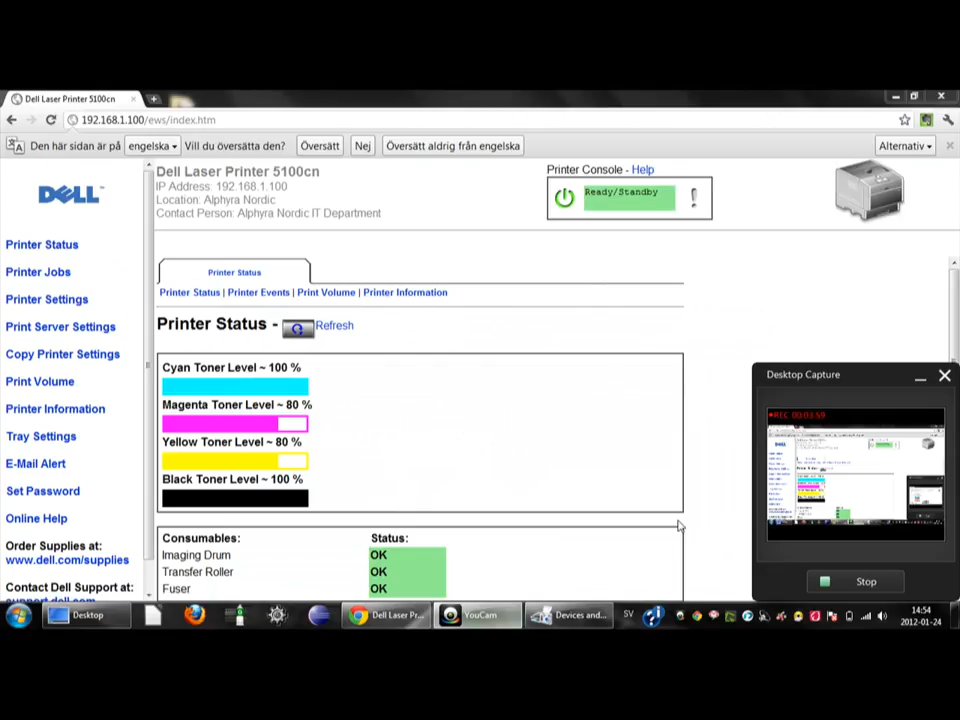 Dell Laser Printer 5100cn
192.168.1.100/ews/index.htm
Den här sidan är på engelska Vill du översätta den? Översätt Nej Översätt aldrig från engelska Alternativ
DELL
Dell Laser Printer 5100cn
IP Address: 192.168.1.100
Location: Alphyra Nordic
Contact Person: Alphyra Nordic IT Department
Printer Console - Help
Ready/Standby
Printer Status
Printer Jobs
Printer Settings
Print Server Settings
Copy Printer Settings
Print Volume
Printer Information
Tray Settings
E-Mail Alert
Set Password
Online Help
Order Supplies at:
www.dell.com/supplies
Contact Dell Support at:
support.dell.com
Printer Status
Printer Status | Printer Events | Print Volume | Printer Information
Printer Status - Refresh
Cyan Toner Level ~ 100 %
Magenta Toner Level ~ 80 %
Yellow Toner Level ~ 80 %
Black Toner Level ~ 100 %
Consumables: Status:
Imaging Drum OK
Transfer Roller OK
Fuser OK
Desktop Capture
REC 00:03:59
Stop
Desktop Dell Laser Pr... YouCam Devices and... SV 14:54
2012-01-24